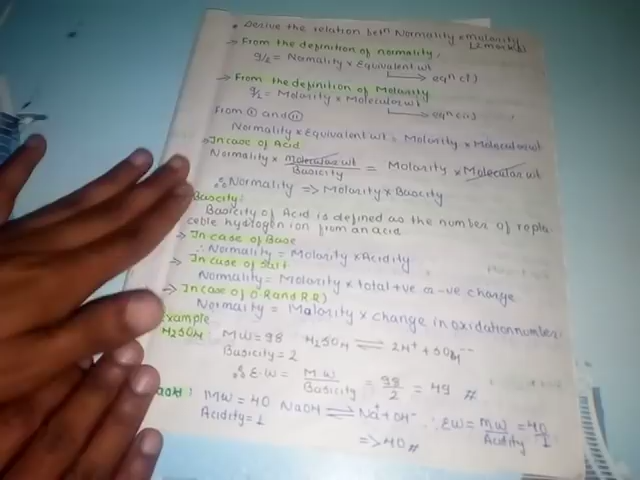 * Derive the relation betn Normality & molarity
[2 marks]
→ From the definition of normality,
g/L = Normality × Equivalent wt
→ eqn (i)
→ From the definition of Molarity
g/L = Molarity × Molecular wt
→ eqn (ii)
From (i) and (ii)
Normality × Equivalent wt = Molarity × Molecular wt
→ In case of Acid
Normality × Molecular wt / Basicity = Molarity × Molecular wt
∴ Normality => Molarity × Bascity
Bascity:
Basicity of Acid is defined as the number of repla-
ceble hydrogen ion from an acid
→ In case of Base
∴ Normality = Molarity × Acidity
→ In case of Salt
Normality = Molarity × total +ve or -ve charge
→ In case of O.R and R.R)
Normality = Molarity × change in oxidation number
Example
H2SO4: MW = 98 H2SO4 ⇌ 2H+ + SO4--
Basicity = 2
∴ E.W = MW / Basicity = 98/2 = 49 #
NaOH: MW = 40 NaOH ⇌ Na+ + OH- ∴ EW = MW / Acidity = 40/1
Acidity = 1
=> 40 #